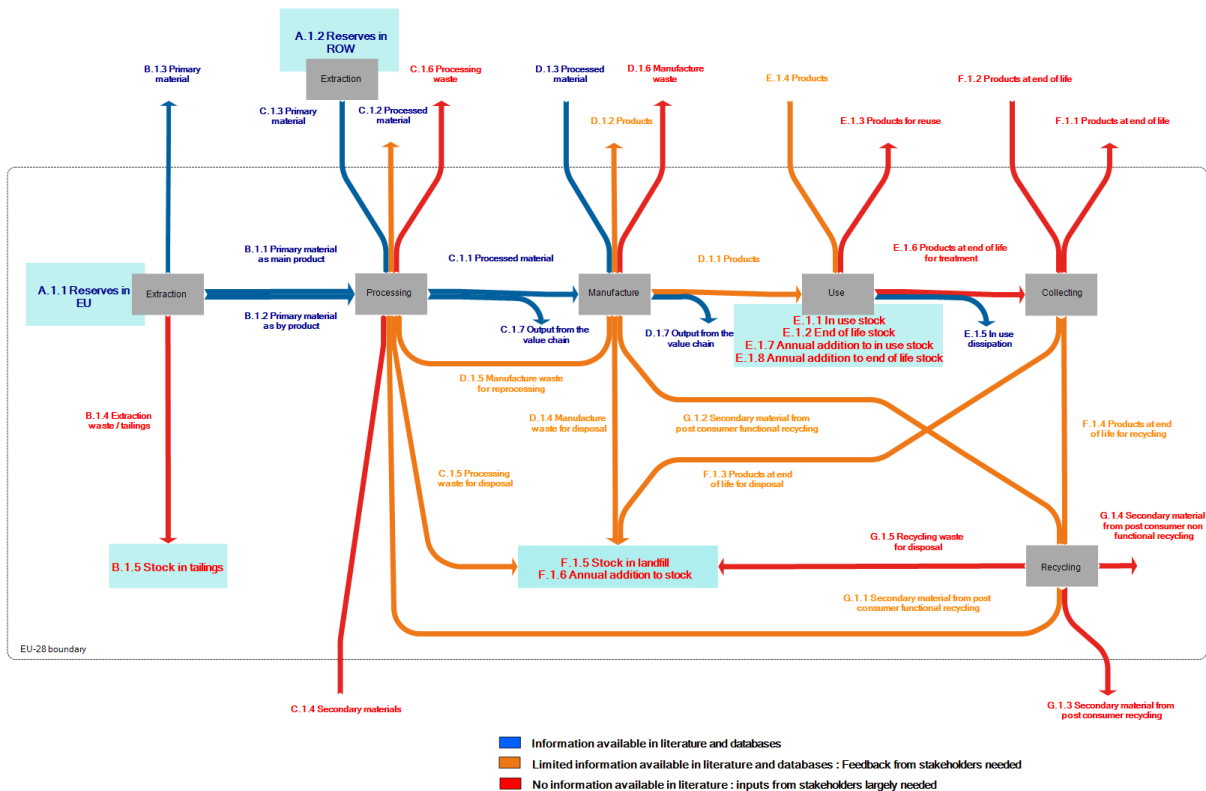 A.1.2 Reserves in
ROW
Extraction
B.1.3 Primary
material
C.1.6 Processing
waste
D.1.3 Processed
material
D.1.6 Manufacture
waste
E.1.4 Products
F.1.2 Products at end of life
C.1.3 Primary
material
C.1.2 Processed
material
D.1.2 Products
E.1.3 Products for reuse
F.1.1 Products at end of life
A.1.1 Reserves in
EU
Extraction
B.1.1 Primary material
as main product
B.1.2 Primary material
as by product
Processing
C.1.1 Processed material
C.1.7 Output from the
value chain
Manufacture
D.1.1 Products
D.1.7 Output from the
value chain
Use
E.1.1 In use stock
E.1.2 End of life stock
E.1.7 Annual addition to in use stock
E.1.8 Annual addition to end of life stock
E.1.6 Products at end of life
for treatment
E.1.5 In use
dissipation
Collecting
D.1.5 Manufacture waste
for reprocessing
B.1.4 Extraction
waste / tailings
D.1.4 Manufacture
waste for disposal
G.1.2 Secondary material from
post consumer functional recycling
F.1.4 Products at end
of life for recycling
C.1.5 Processing
waste for disposal
F.1.3 Products at end
of life for disposal
G.1.4 Secondary material
from post consumer non
functional recycling
G.1.5 Recycling waste
for disposal
B.1.5 Stock in tailings
F.1.5 Stock in landfill
F.1.6 Annual addition to stock
Recycling
G.1.1 Secondary material from post
consumer functional recycling
EU-28 boundary
C.1.4 Secondary materials
G.1.3 Secondary material from
post consumer recycling
Information available in literature and databases
Limited information available in literature and databases : Feedback from stakeholders needed
No information available in literature : inputs from stakeholders largely needed